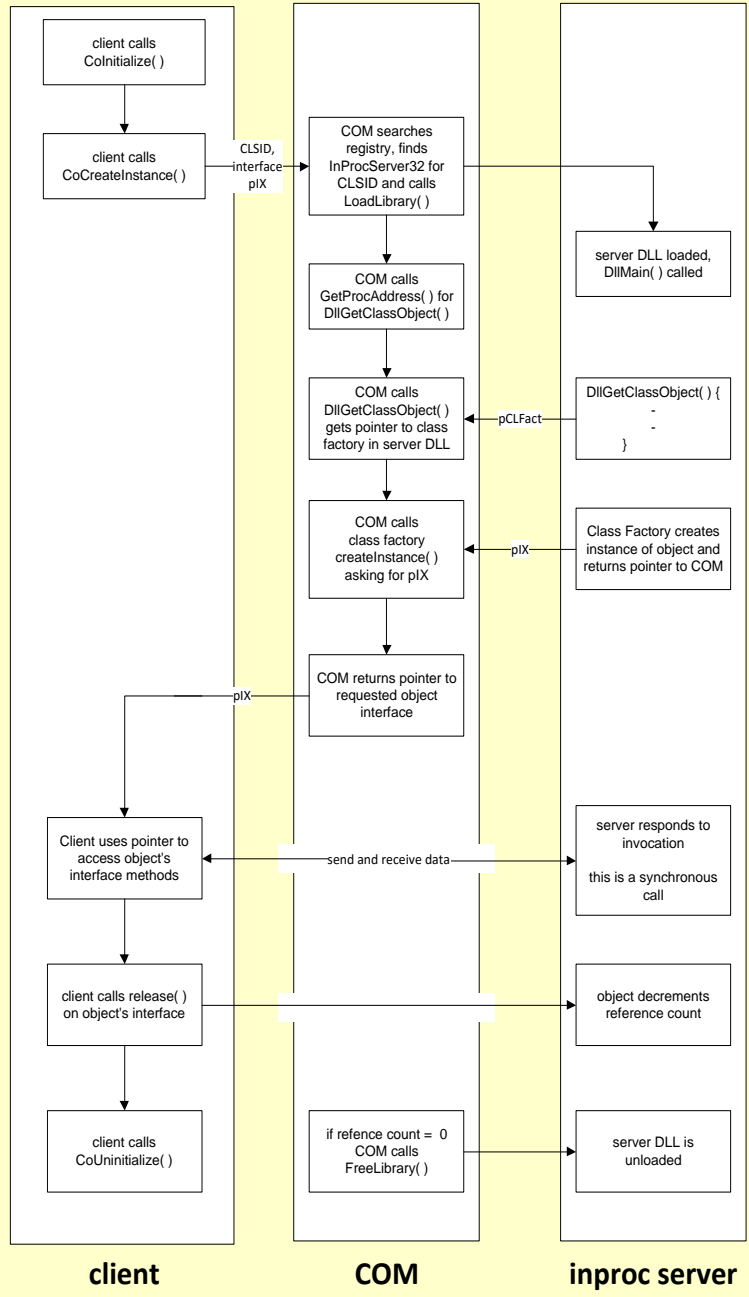 client calls
CoInitialize( )
client calls
CoCreateInstance( )
CLSID,
interface
pIX
COM searches
registry, finds
InProcServer32 for
CLSID and calls
LoadLibrary( )
server DLL loaded,
DllMain( ) called
COM calls
GetProcAddress( ) for
DllGetClassObject( )
COM calls
DllGetClassObject( )
gets pointer to class
factory in server DLL
pCLFact
DllGetClassObject( ) {
-
-
}
COM calls
class factory
createInstance( )
asking for pIX
pIX
Class Factory creates
instance of object and
returns pointer to COM
COM returns pointer to
requested object
interface
pIX
Client uses pointer to
access object's
interface methods
send and receive data
server responds to
invocation
this is a synchronous
call
client calls release( )
on object's interface
object decrements
reference count
client calls
CoUninitialize( )
if refence count = 0
COM calls
FreeLibrary( )
server DLL is
unloaded
client
COM
inproc server